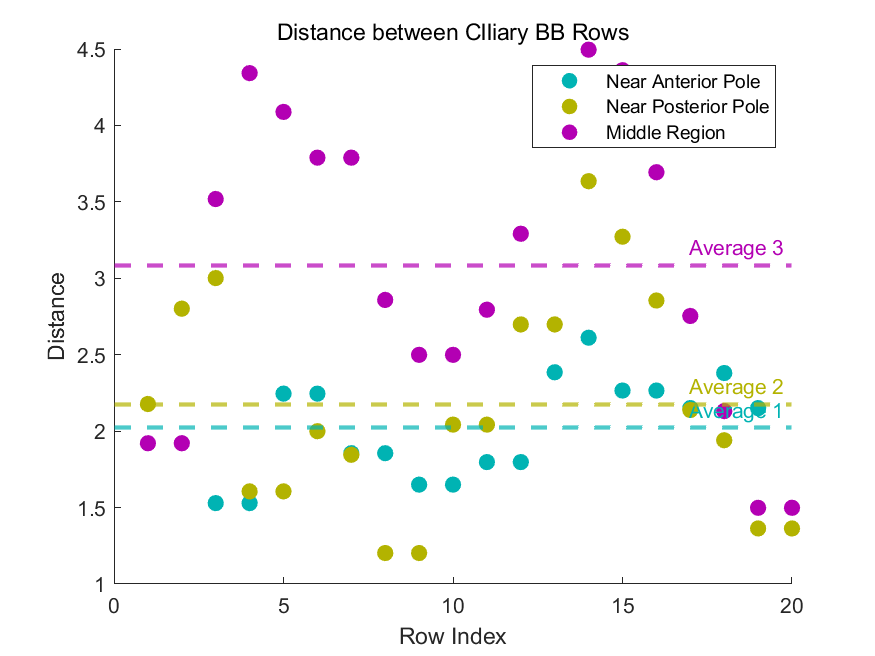 Distance between CIliary BB Rows
4.5
4
3.5
3
2.5
2
1.5
1
Distance
Near Anterior Pole
Near Posterior Pole
Middle Region
Average 3
Average 2
Average 1
0
5
10
15
20
Row Index